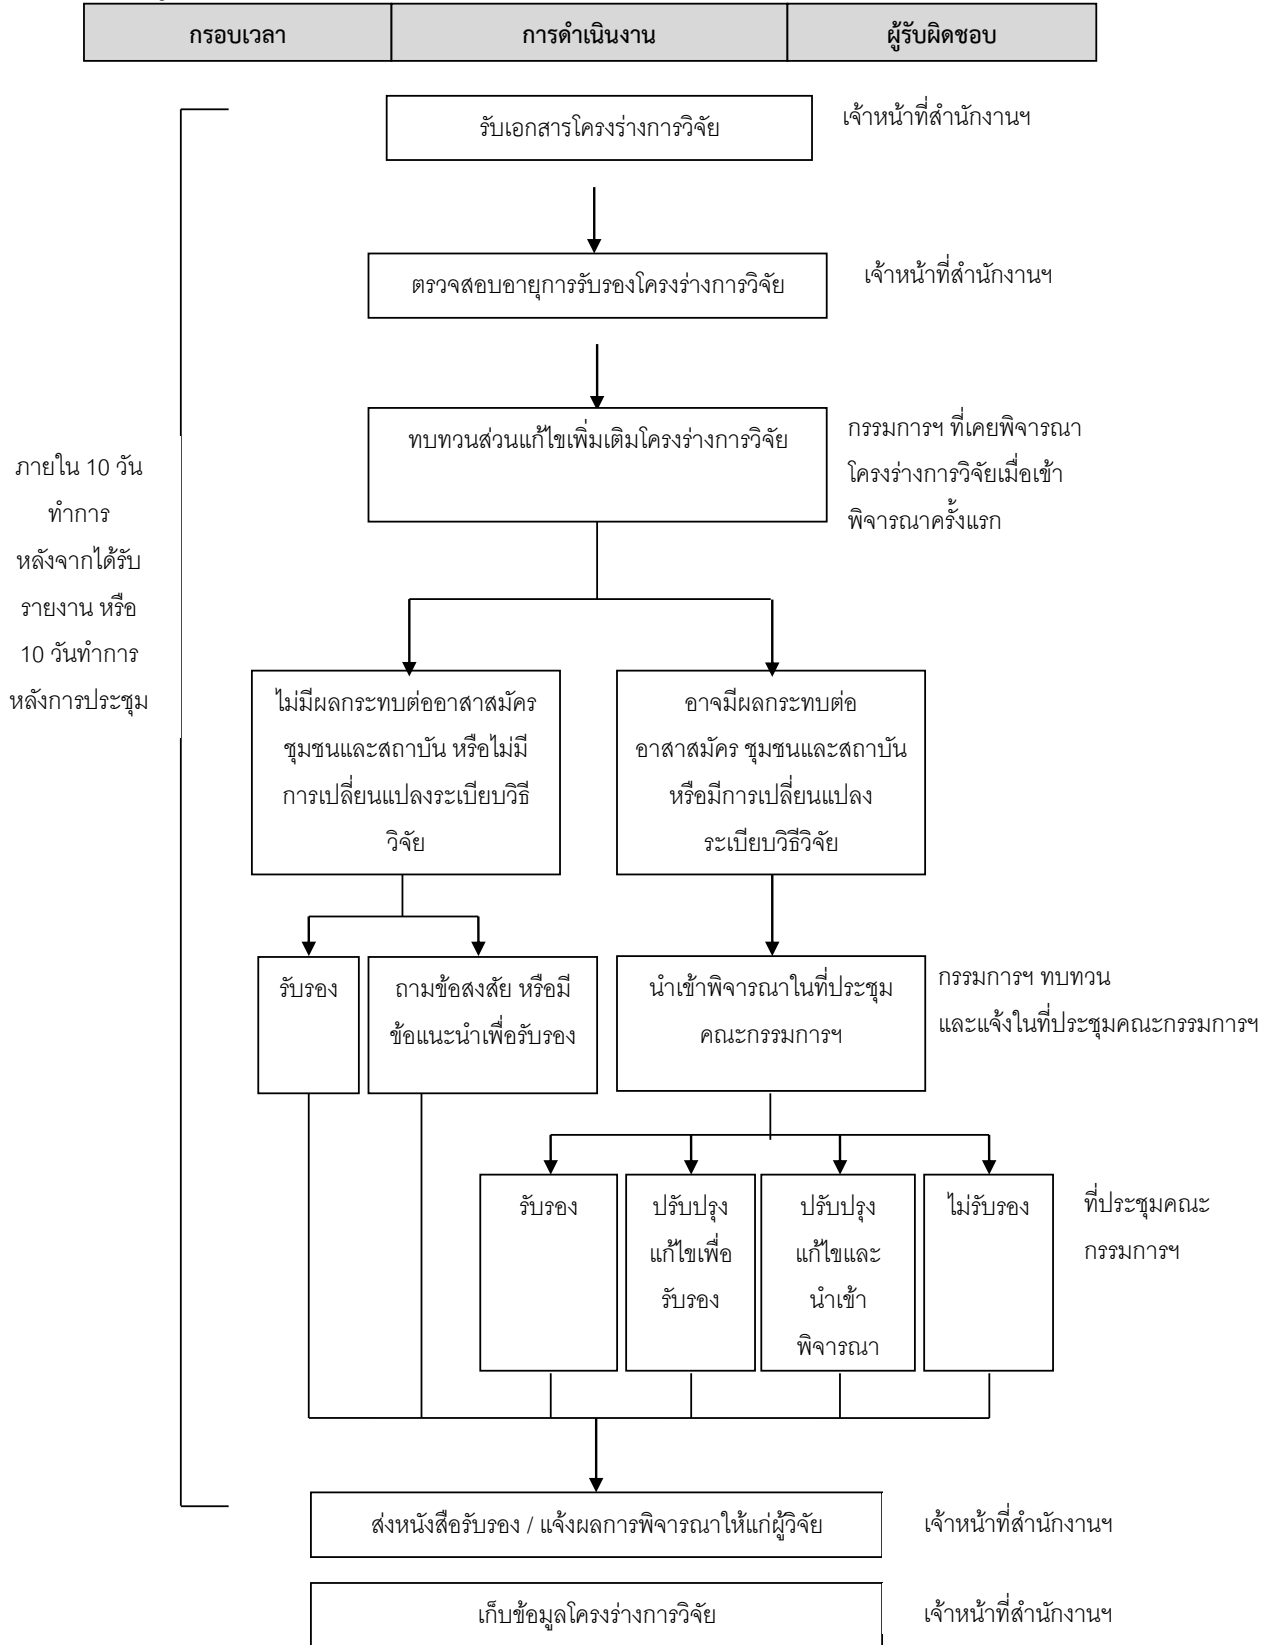 กรอบเวลา การดำเนินงาน ผู้รับผิดชอบ
รับเอกสารโครงร่างการวิจัย
เจ้าหน้าที่สำนักงานฯ
ตรวจสอบอายุการรับรองโครงร่างการวิจัย
เจ้าหน้าที่สำนักงานฯ
ทบทวนส่วนแก้ไขเพิ่มเติมโครงร่างการวิจัย
กรรมการฯ ที่เคยพิจารณา
โครงร่างการวิจัยเมื่อเข้า
พิจารณาครั้งแรก
ภายใน 10 วัน
ทำการ
หลังจากได้รับ
รายงาน หรือ
10 วันทำการ
หลังการประชุม
ไม่มีผลกระทบต่ออาสาสมัคร
ชุมชนและสถาบัน หรือไม่มี
การเปลี่ยนแปลงระเบียบวิธี
วิจัย
อาจมีผลกระทบต่อ
อาสาสมัคร ชุมชนและสถาบัน
หรือมีการเปลี่ยนแปลง
ระเบียบวิธีวิจัย
รับรอง
ถามข้อสงสัย หรือมี
ข้อแนะนำเพื่อรับรอง
นำเข้าพิจารณาในที่ประชุม
คณะกรรมการฯ
กรรมการฯ ทบทวน
และแจ้งในที่ประชุมคณะกรรมการฯ
รับรอง
ปรับปรุง
แก้ไขเพื่อ
รับรอง
ปรับปรุง
แก้ไขและ
นำเข้า
พิจารณา
ไม่รับรอง
ที่ประชุมคณะ
กรรมการฯ
ส่งหนังสือรับรอง / แจ้งผลการพิจารณาให้แก่ผู้วิจัย
เจ้าหน้าที่สำนักงานฯ
เก็บข้อมูลโครงร่างการวิจัย
เจ้าหน้าที่สำนักงานฯ